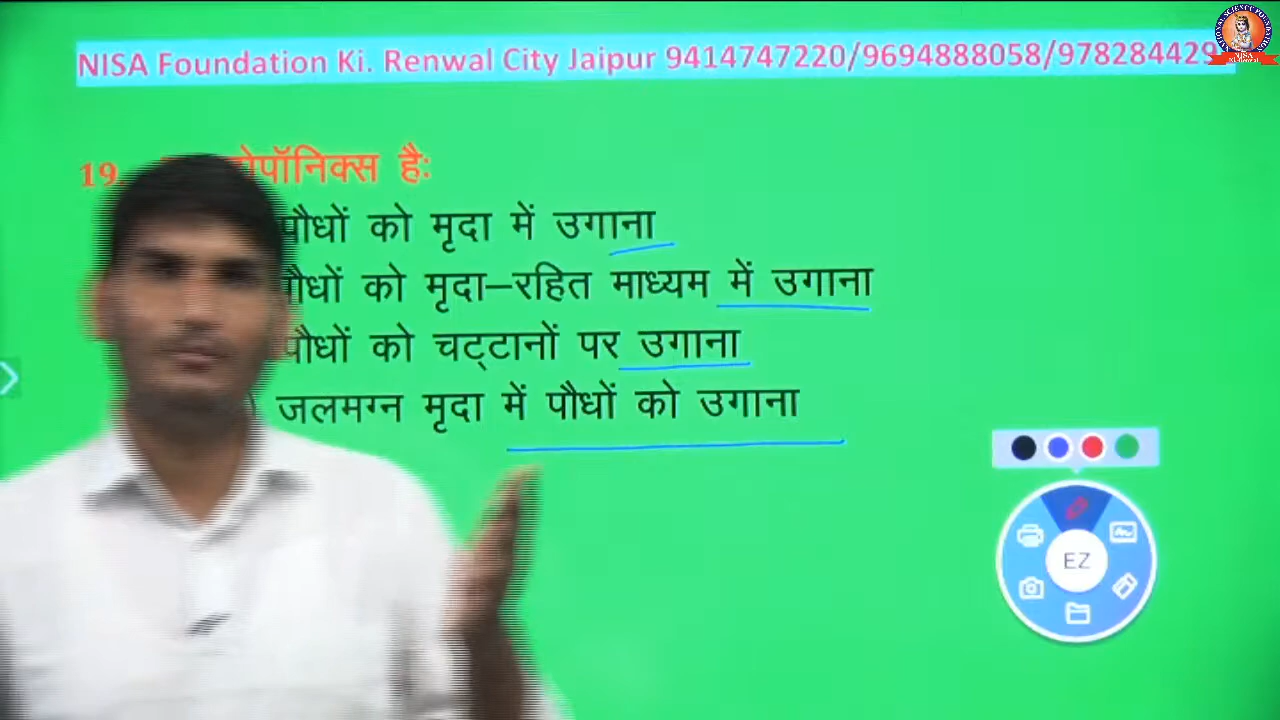 NISA Foundation Ki. Renwal City Jaipur 9414747220/9694888058/978284429
19 है:
पौधों को मृदा में उगाना
पौधों को मृदा–रहित माध्यम में उगाना
पौधों को चट्टानों पर उगाना
जलमग्न मृदा में पौधों को उगाना
EZ